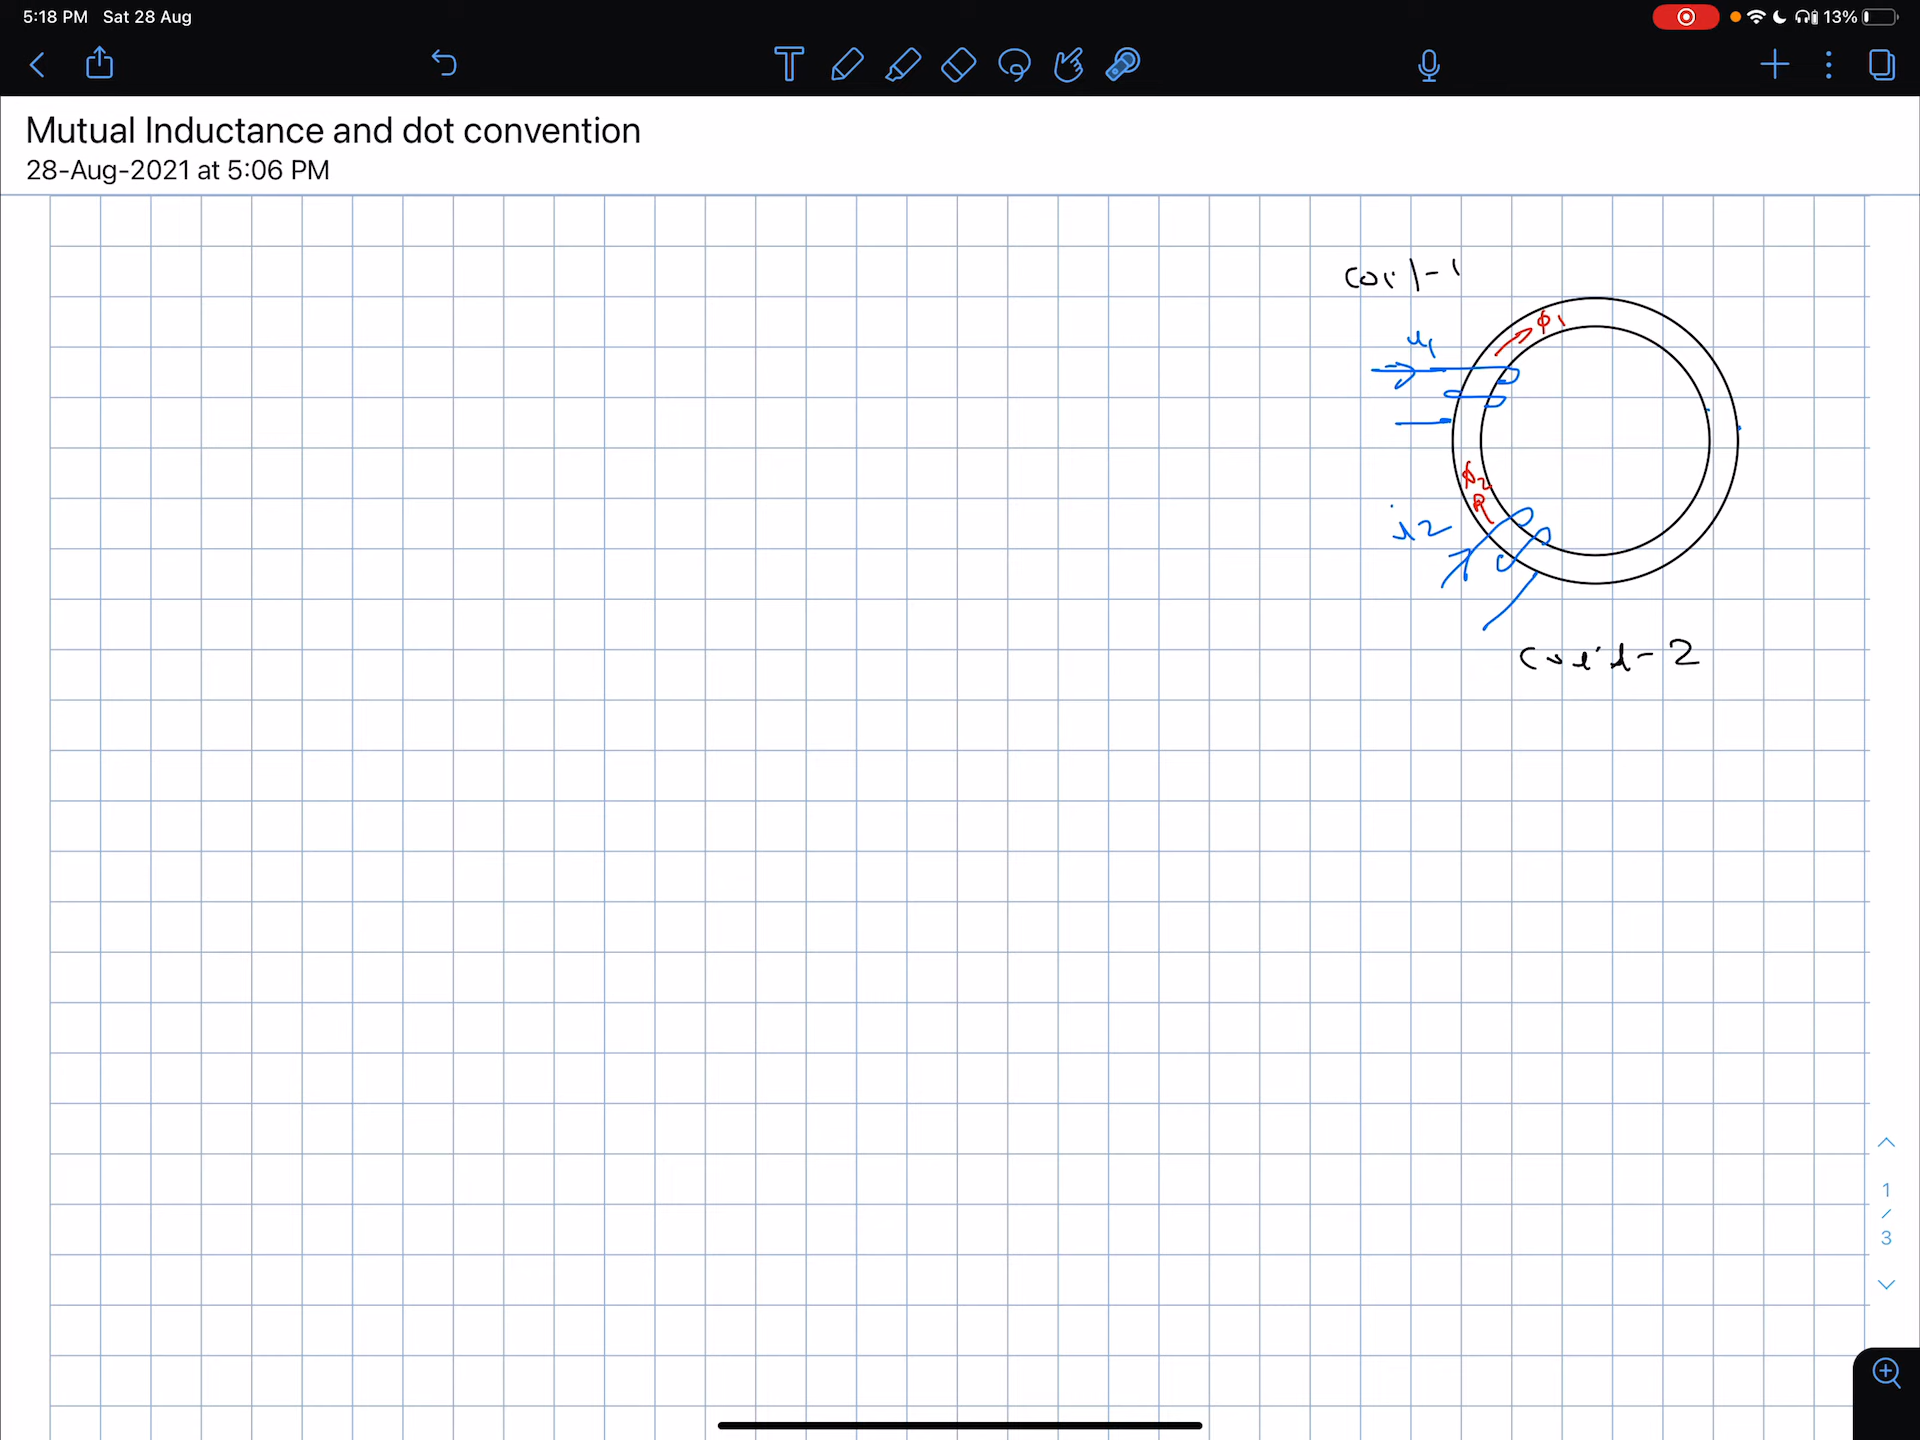 5:18 PM Sat 28 Aug
13%
Mutual Inductance and dot convention
28-Aug-2021 at 5:06 PM
coil-1
ϕ1
i1
ϕ2
i2
coil-2
1
/
3